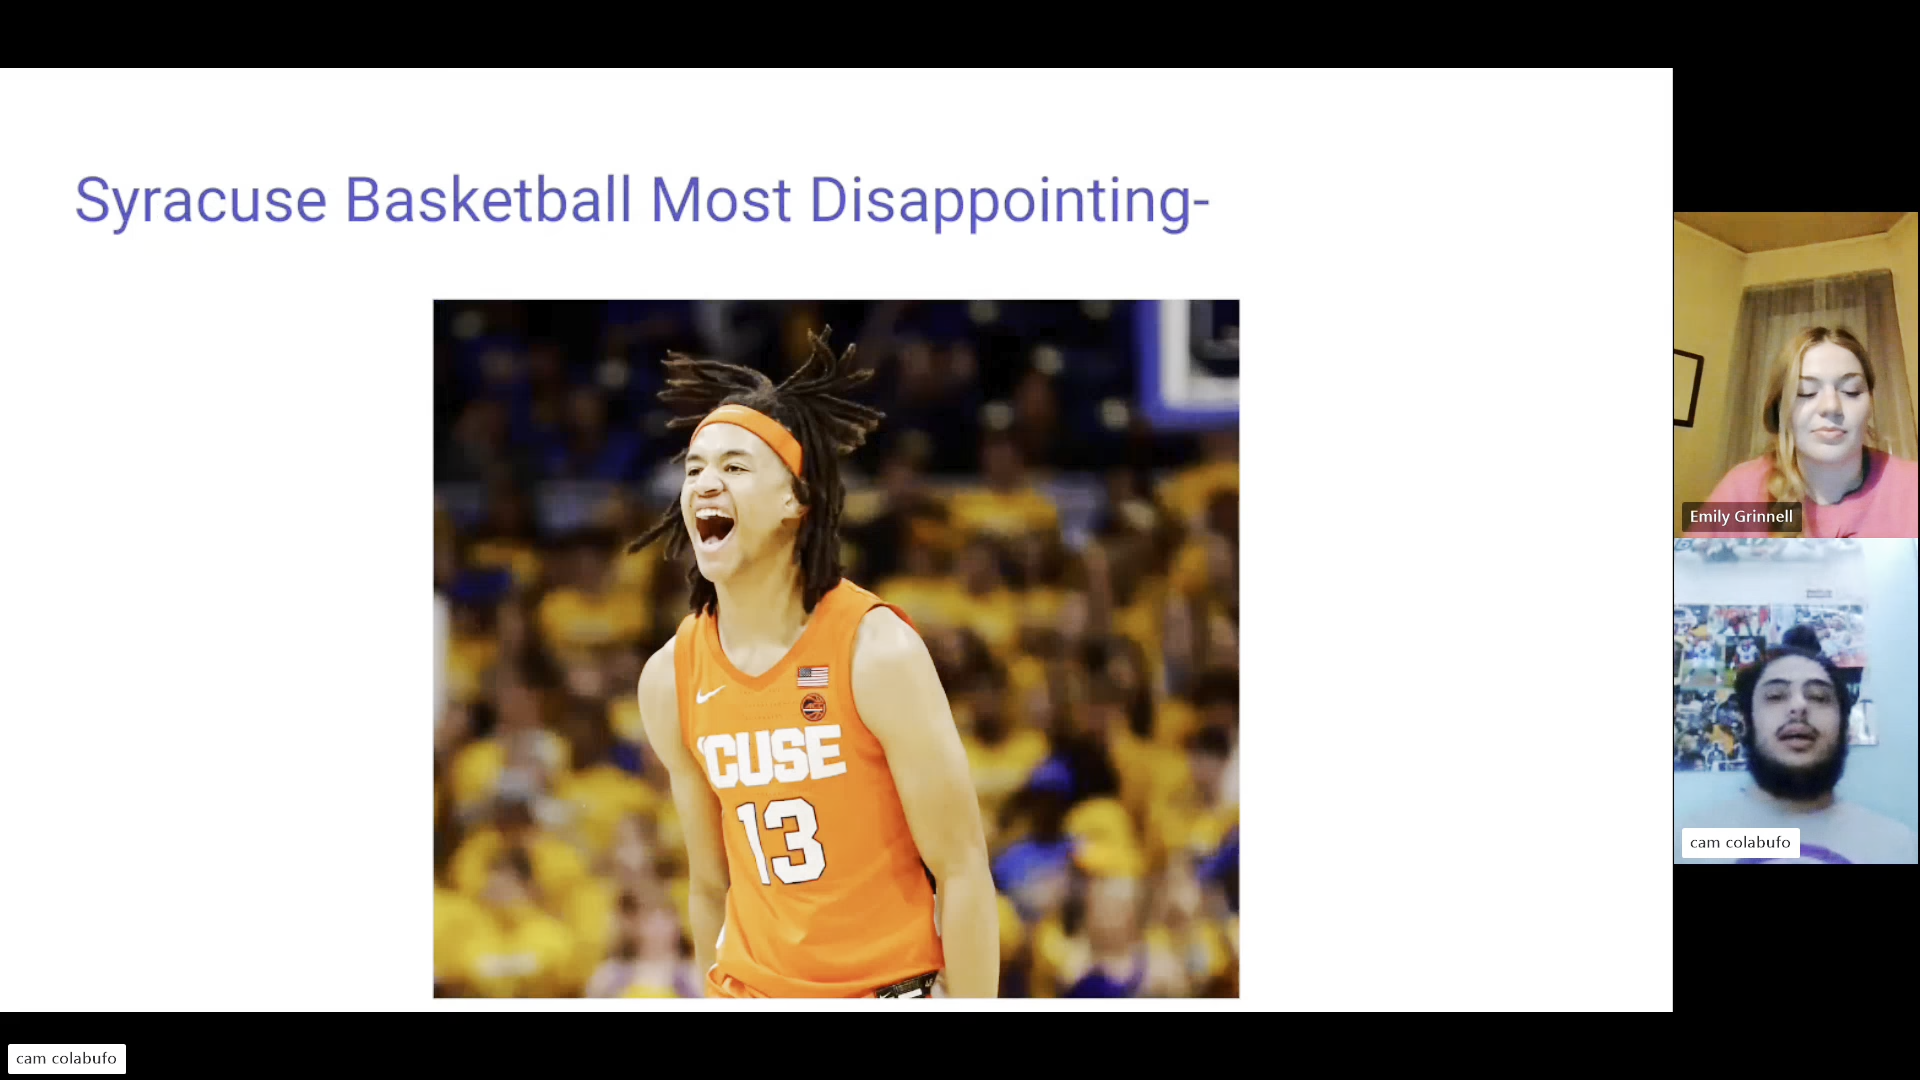 Syracuse Basketball Most Disappointing-
'CUSE
13
Emily Grinnell
cam colabufo
cam colabufo